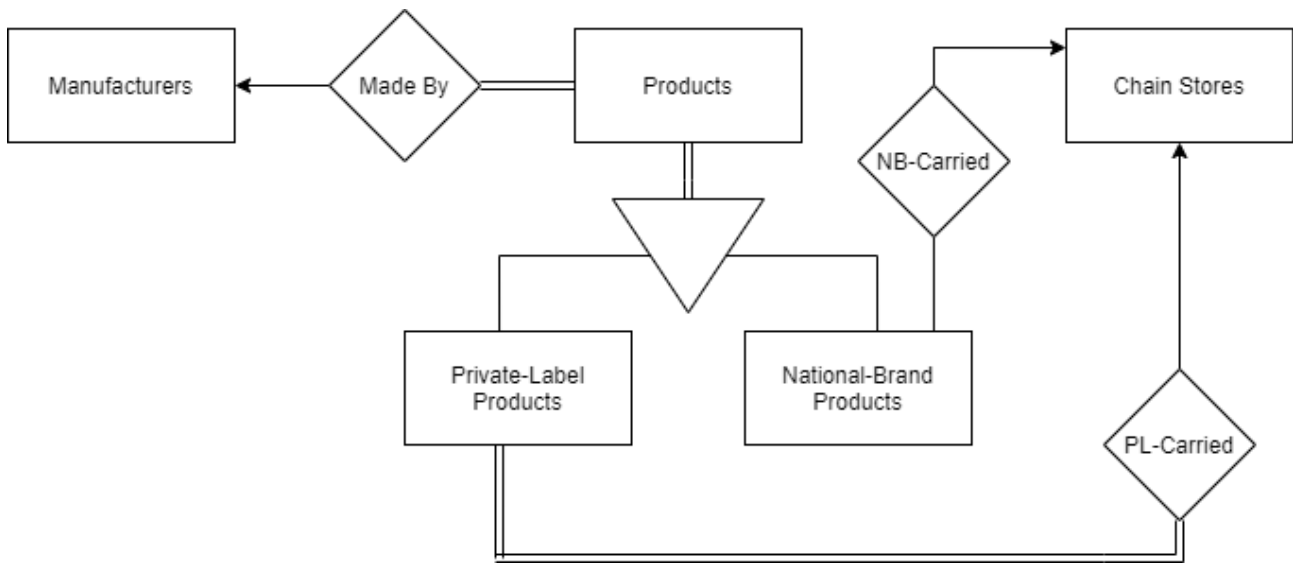 Manufacturers
Made By
Products
NB-Carried
Chain Stores
Private-Label
Products
National-Brand
Products
PL-Carried